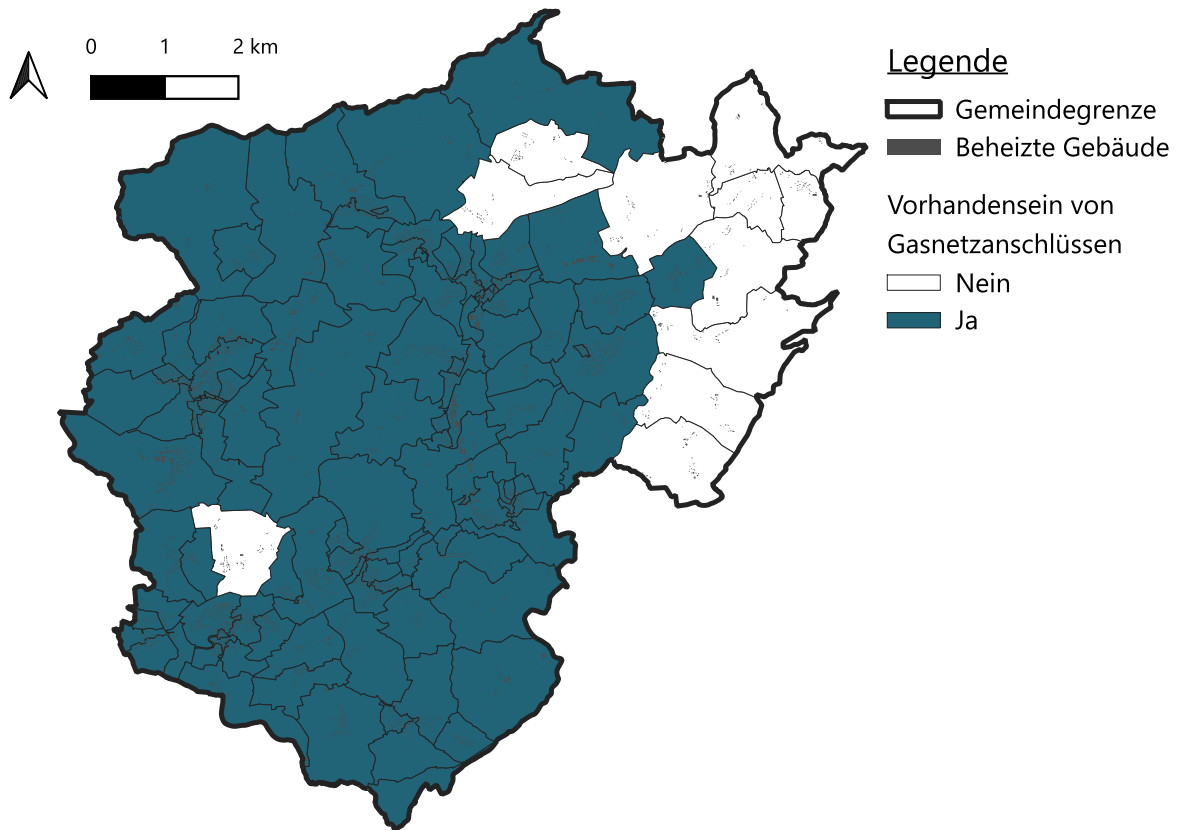 0 1 2 km
Legende
Gemeindegrenze
Beheizte Gebäude
Vorhandensein von
Gasnetzanschlüssen
Nein
Ja